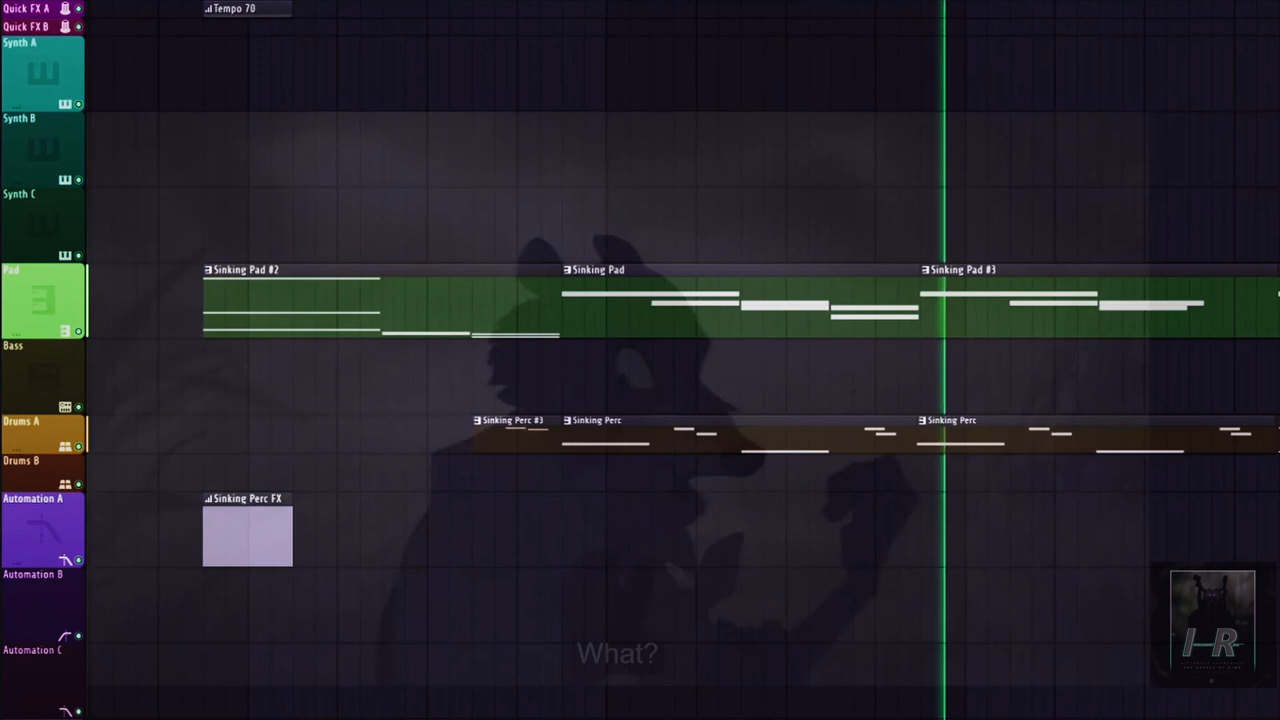 Quick FX A
Tempo 70
Quick FX B
Synth A
Synth B
Synth C
Pad
Sinking Pad #2
Sinking Pad
Sinking Pad #3
Bass
Drums A
Sinking Perc #3
Sinking Perc
Sinking Perc
Drums B
Automation A
Sinking Perc FX
Automation B
Automation C
What?